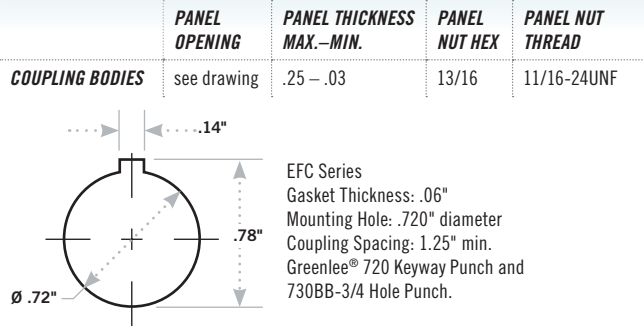 PANEL OPENING
PANEL THICKNESS MAX.–MIN.
PANEL NUT HEX
PANEL NUT THREAD
COUPLING BODIES see drawing .25 – .03 13/16 11/16-24UNF
.14"
.78"
Ø .72"
EFC Series
Gasket Thickness: .06"
Mounting Hole: .720" diameter
Coupling Spacing: 1.25" min.
Greenlee® 720 Keyway Punch and
730BB-3/4 Hole Punch.